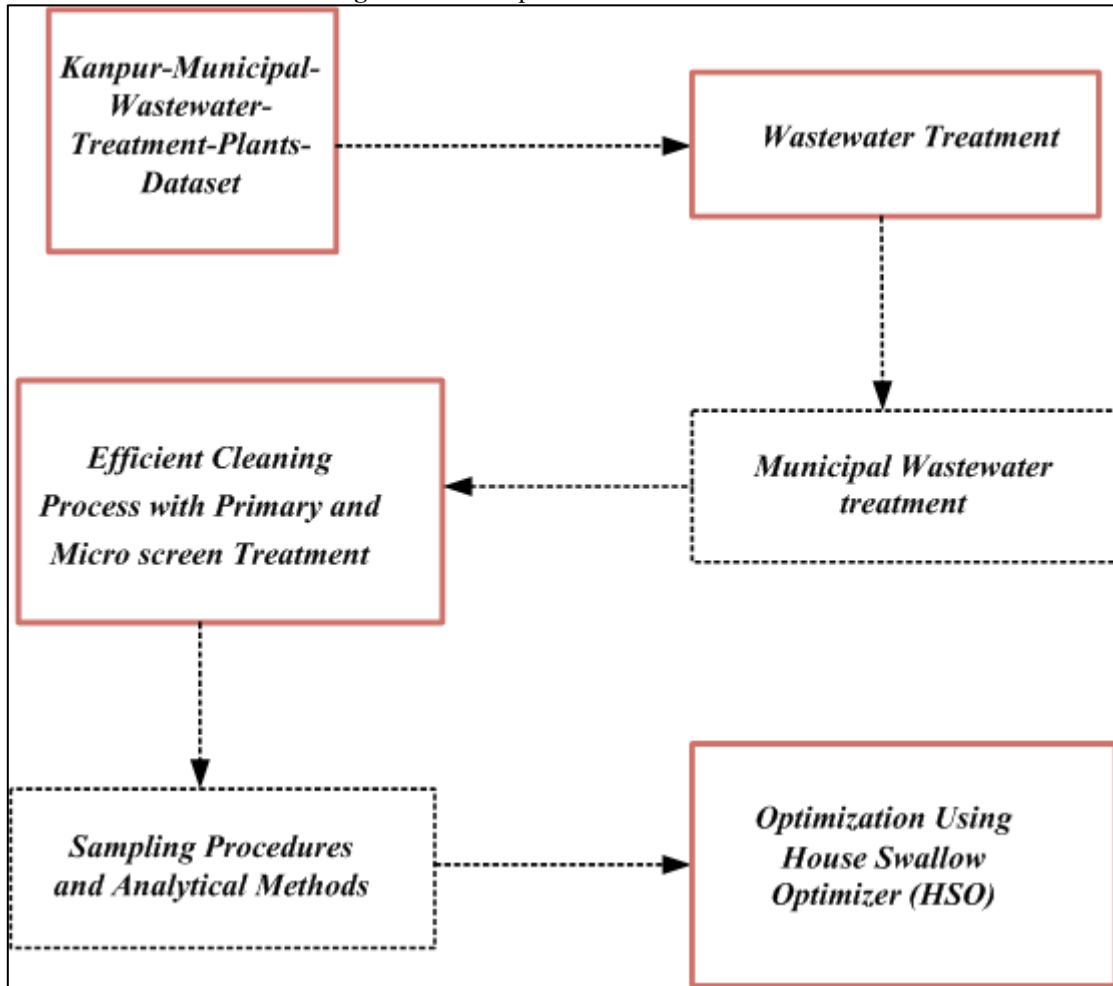 Kanpur-Municipal-
Wastewater-
Treatment-Plants-
Dataset
Wastewater Treatment
Municipal Wastewater
treatment
Efficient Cleaning
Process with Primary and
Micro screen Treatment
Sampling Procedures
and Analytical Methods
Optimization Using
House Swallow
Optimizer (HSO)